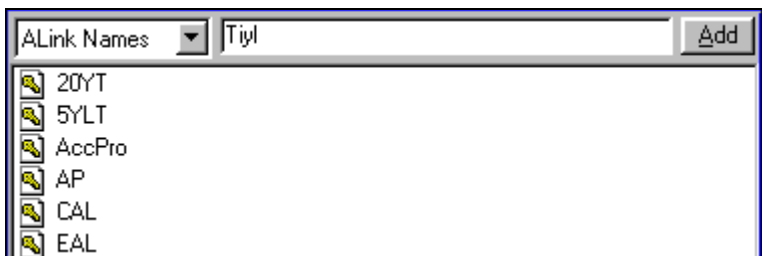 ALink Names Tiyl Add
20YT
5YLT
AccPro
AP
CAL
EAL